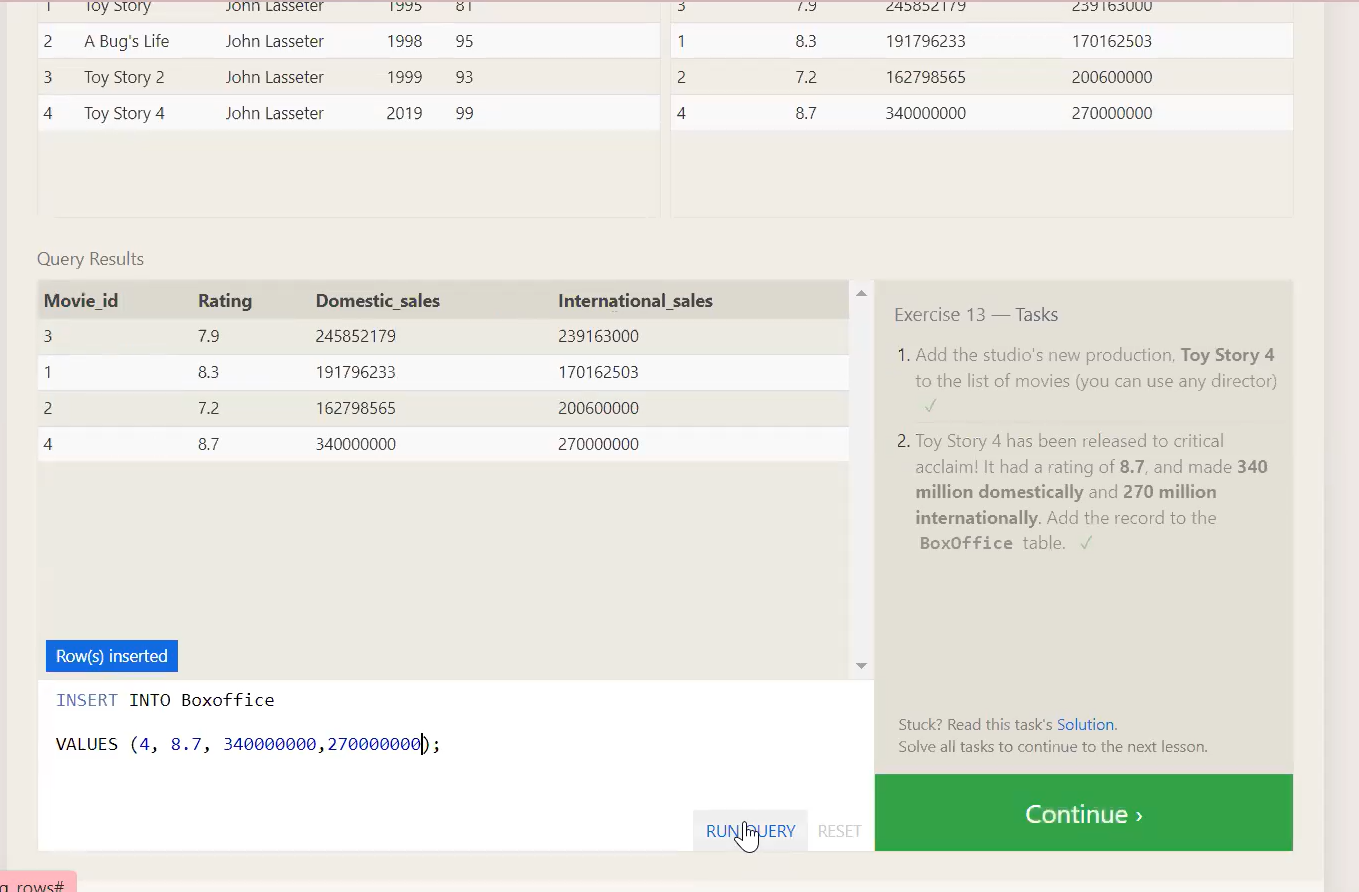 1 Toy Story John Lasseter 1995 81
3 7.9 245852179 239163000
2 A Bug's Life John Lasseter 1998 95
1 8.3 191796233 170162503
3 Toy Story 2 John Lasseter 1999 93
2 7.2 162798565 200600000
4 Toy Story 4 John Lasseter 2019 99
4 8.7 340000000 270000000
Query Results
Movie_id Rating Domestic_sales International_sales
3 7.9 245852179 239163000
1 8.3 191796233 170162503
2 7.2 162798565 200600000
4 8.7 340000000 270000000
Row(s) inserted
INSERT INTO Boxoffice
VALUES (4, 8.7, 340000000,270000000);
RUN QUERY RESET
Exercise 13 — Tasks
1. Add the studio's new production, Toy Story 4
to the list of movies (you can use any director)
✓
2. Toy Story 4 has been released to critical
acclaim! It had a rating of 8.7, and made 340
million domestically and 270 million
internationally. Add the record to the
BoxOffice table. ✓
Stuck? Read this task's Solution.
Solve all tasks to continue to the next lesson.
Continue ›